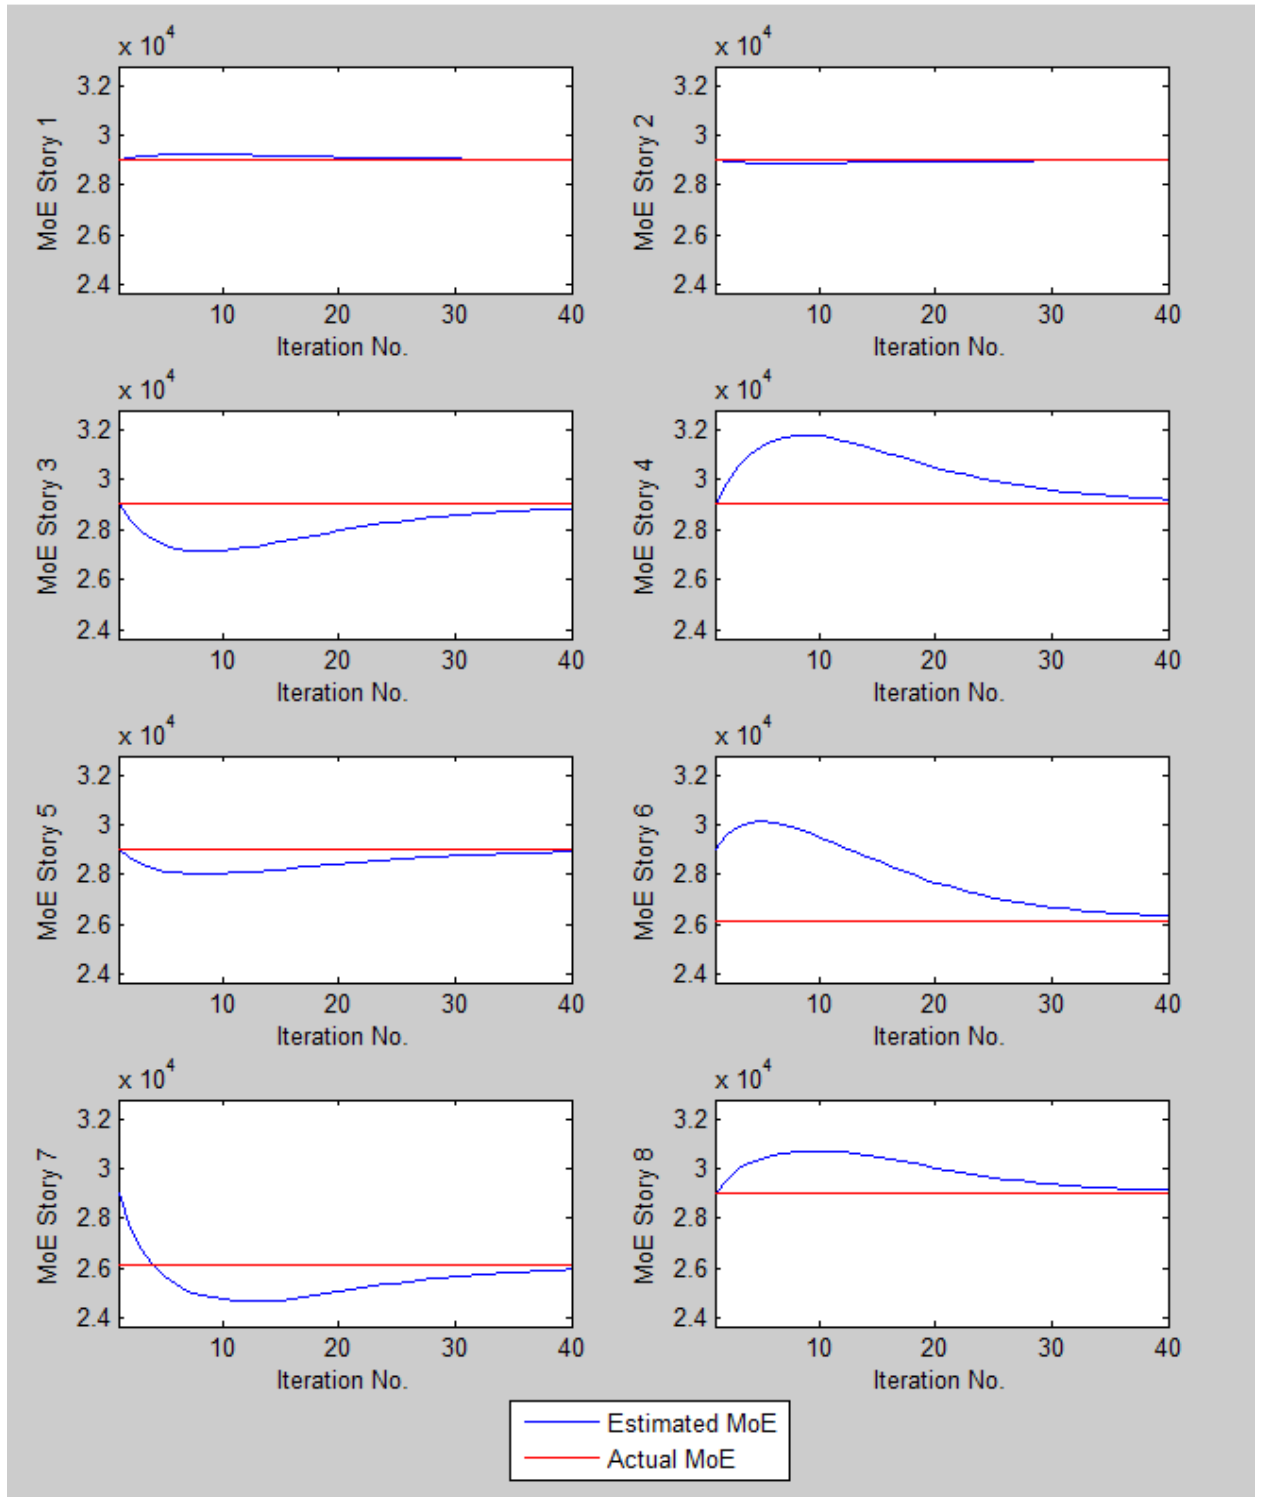 x 10^4
MoE Story 1
3.2
3
2.8
2.6
2.4
10 20 30 40
Iteration No.
x 10^4
MoE Story 2
3.2
3
2.8
2.6
2.4
10 20 30 40
Iteration No.
x 10^4
MoE Story 3
3.2
3
2.8
2.6
2.4
10 20 30 40
Iteration No.
x 10^4
MoE Story 4
3.2
3
2.8
2.6
2.4
10 20 30 40
Iteration No.
x 10^4
MoE Story 5
3.2
3
2.8
2.6
2.4
10 20 30 40
Iteration No.
x 10^4
MoE Story 6
3.2
3
2.8
2.6
2.4
10 20 30 40
Iteration No.
x 10^4
MoE Story 7
3.2
3
2.8
2.6
2.4
10 20 30 40
Iteration No.
x 10^4
MoE Story 8
3.2
3
2.8
2.6
2.4
10 20 30 40
Iteration No.
Estimated MoE
Actual MoE